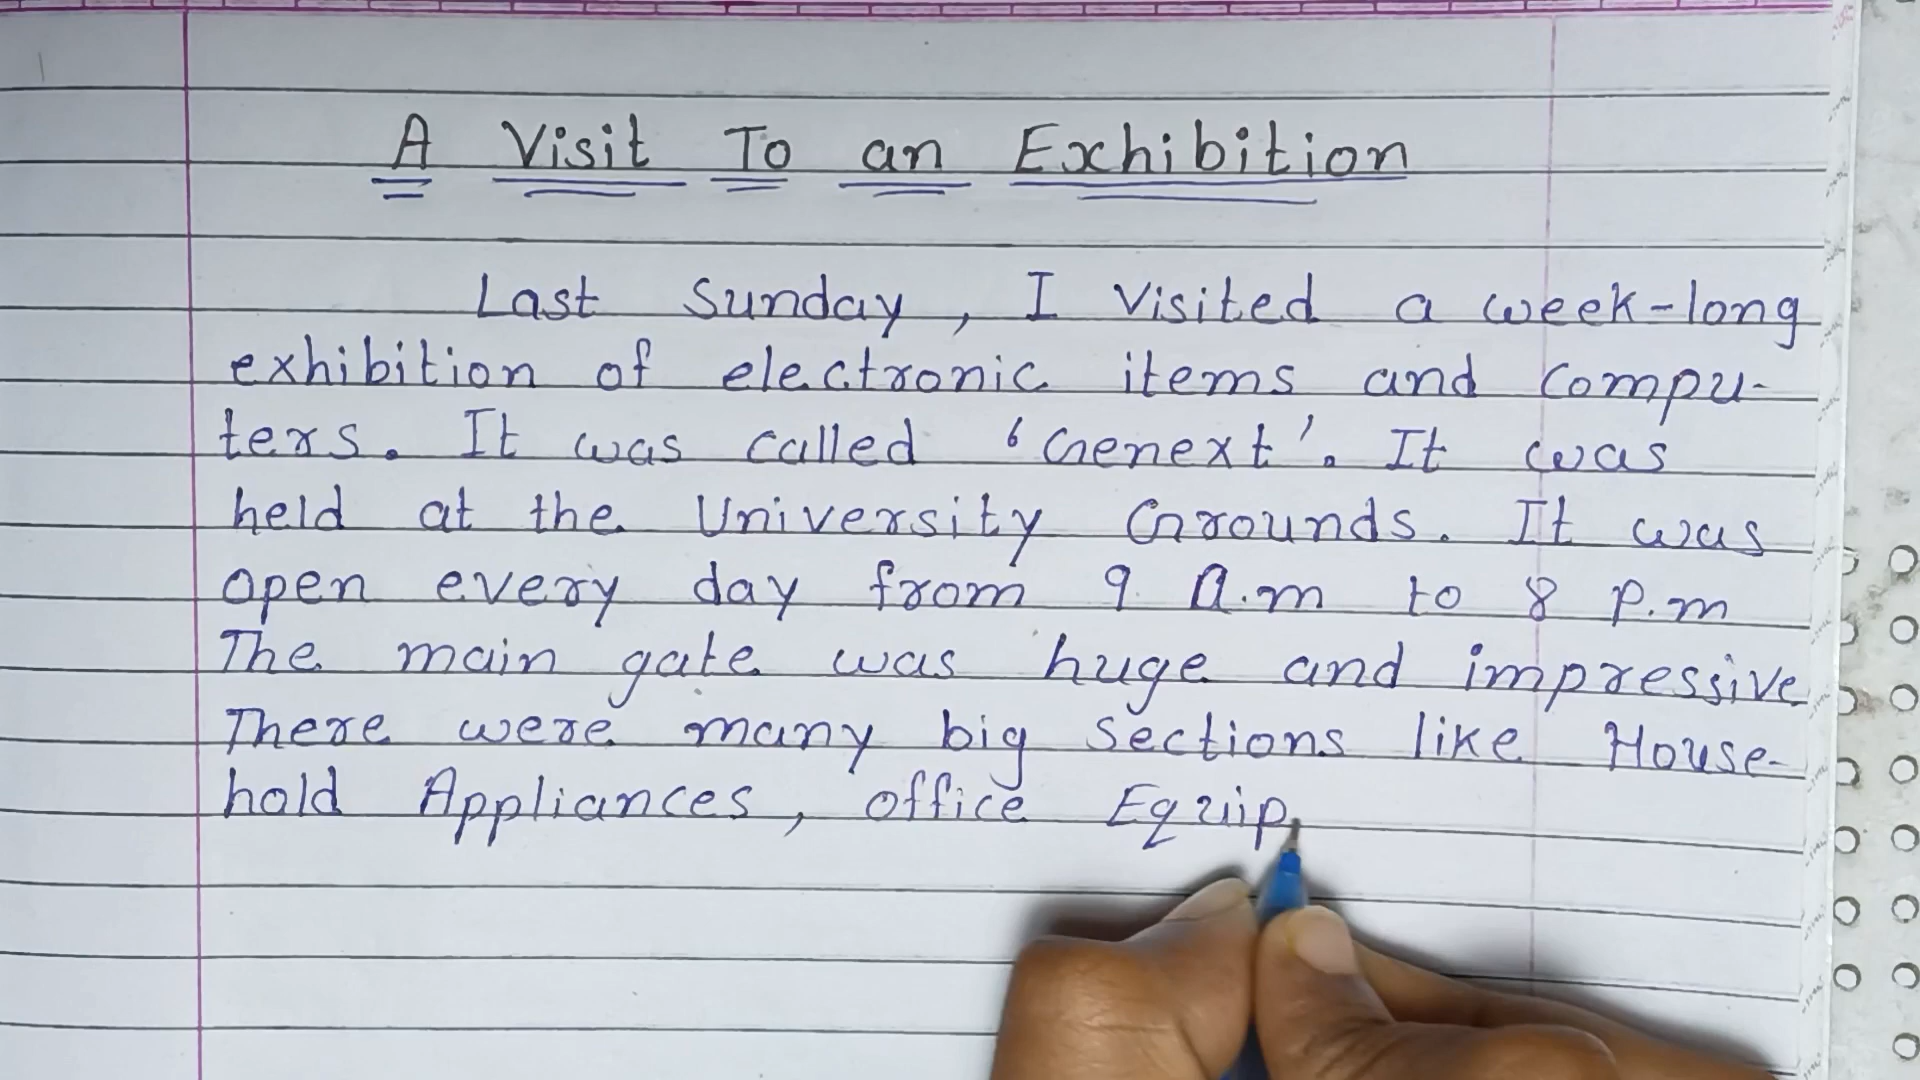 A Visit To an Exhibition
Last Sunday, I visited a week-long
exhibition of electronic items and compu-
ters. It was called 'Genext'. It was
held at the University Grounds. It was
open every day from 9 a.m to 8 p.m
The main gate was huge and impressive
There were many big sections like House-
hold Appliances, office Equip